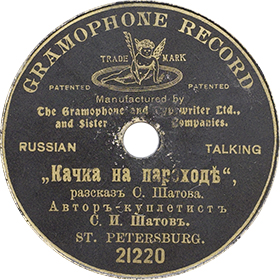 GRAMOPHONE RECORD
TRADE MARK
PATENTED PATENTED
Manufactured by
The Gramophone and Typewriter Ltd.,
and Sister Companies.
RUSSIAN TALKING
„Качка на пароходѣ“,
разсказъ С. Шатова.
Авторъ-куплетистъ
С. И. Шатовъ.
ST. PETERSBURG.
21220